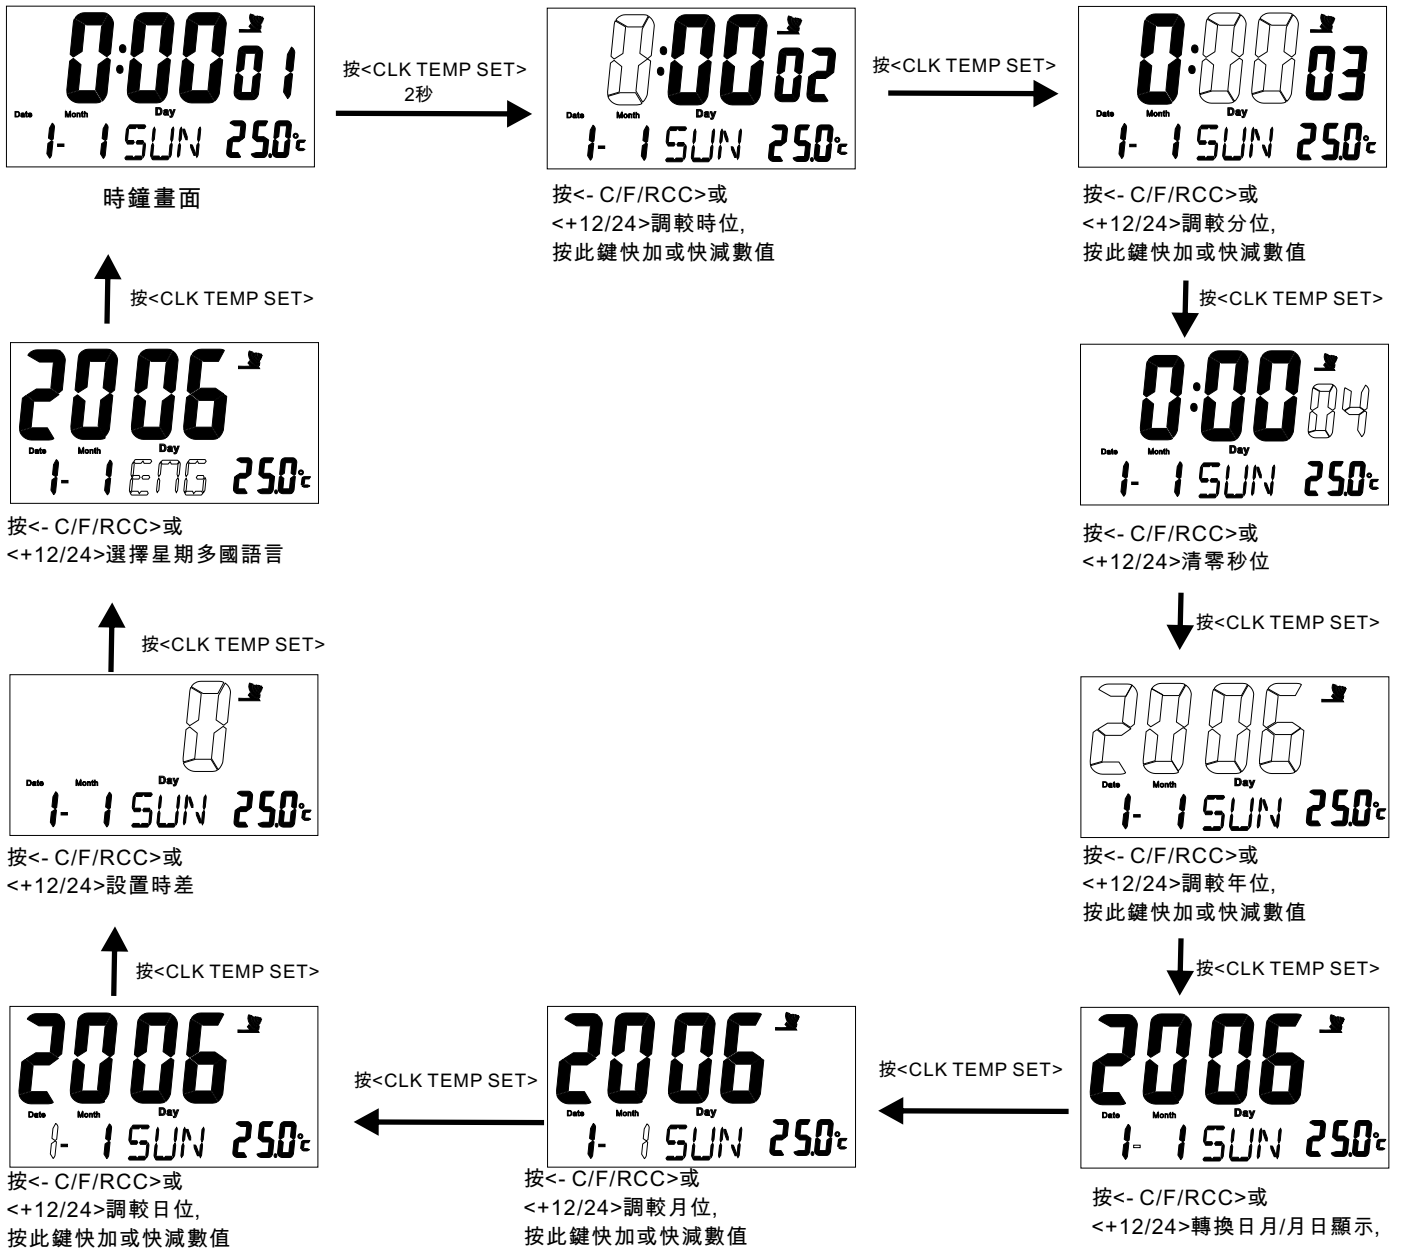 0:00 01
Date Month Day
1- 1 SUN 25.0℃
時鐘畫面
按<CLK TEMP SET>
2秒
0:00 02
Date Month Day
1- 1 SUN 25.0℃
按<- C/F/RCC>或
<+12/24>調較時位,
按此鍵快加或快減數值
按<CLK TEMP SET>
0:00 03
Date Month Day
1- 1 SUN 25.0℃
按<- C/F/RCC>或
<+12/24>調較分位,
按此鍵快加或快減數值
按<CLK TEMP SET>
0:00 04
Date Month Day
1- 1 SUN 25.0℃
按<- C/F/RCC>或
<+12/24>清零秒位
按<CLK TEMP SET>
2006
Date Month Day
1- 1 SUN 25.0℃
按<- C/F/RCC>或
<+12/24>調較年位,
按此鍵快加或快減數值
按<CLK TEMP SET>
2006
Date Month Day
1- 1 SUN 25.0℃
按<- C/F/RCC>或
<+12/24>轉換日月/月日顯示,
按<CLK TEMP SET>
2006
Date Month Day
1- 1 SUN 25.0℃
按<- C/F/RCC>或
<+12/24>調較月位,
按此鍵快加或快減數值
按<CLK TEMP SET>
2006
Date Month Day
1- 1 SUN 25.0℃
按<- C/F/RCC>或
<+12/24>調較日位,
按此鍵快加或快減數值
按<CLK TEMP SET>
0
Date Month Day
1- 1 SUN 25.0℃
按<- C/F/RCC>或
<+12/24>設置時差
按<CLK TEMP SET>
2006
Date Month Day
1- 1 ENG 25.0℃
按<- C/F/RCC>或
<+12/24>選擇星期多國語言
按<CLK TEMP SET>